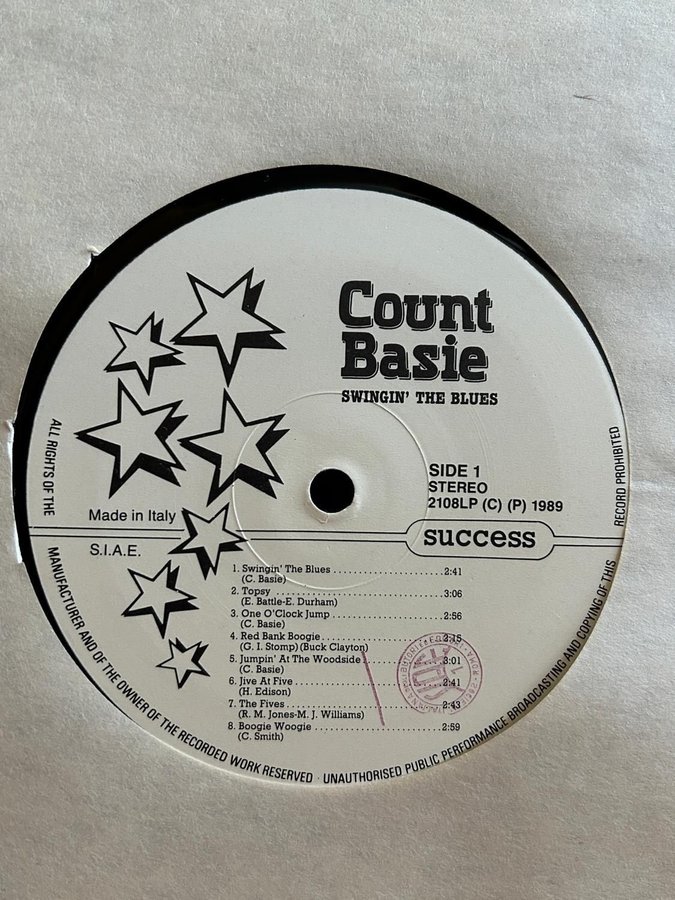 Count
Basie
SWINGIN' THE BLUES
SIDE 1
STEREO
2108LP (C) (P) 1989
Made in Italy
success
S.I.A.E.
1. Swingin' The Blues ........................ 2:41
(C. Basie)
2. Topsy ........................ 3:06
(E. Battle-E. Durham)
3. One O'Clock Jump ........................ 2:56
(C. Basie)
4. Red Bank Boogie ........................ 2:15
(G. I. Stomp) (Buck Clayton)
5. Jumpin' At The Woodside ........................ 3:01
(C. Basie)
6. Jive At Five ........................ 2:41
(H. Edison)
7. The Fives ........................ 2:43
(R. M. Jones-M. J. Williams)
8. Boogie Woogie ........................ 2:59
(C. Smith)
ALL RIGHTS OF THE MANUFACTURER AND OF THE OWNER OF THE RECORDED WORK RESERVED · UNAUTHORISED PUBLIC PERFORMANCE BROADCASTING AND COPYING OF THIS RECORD PROHIBITED